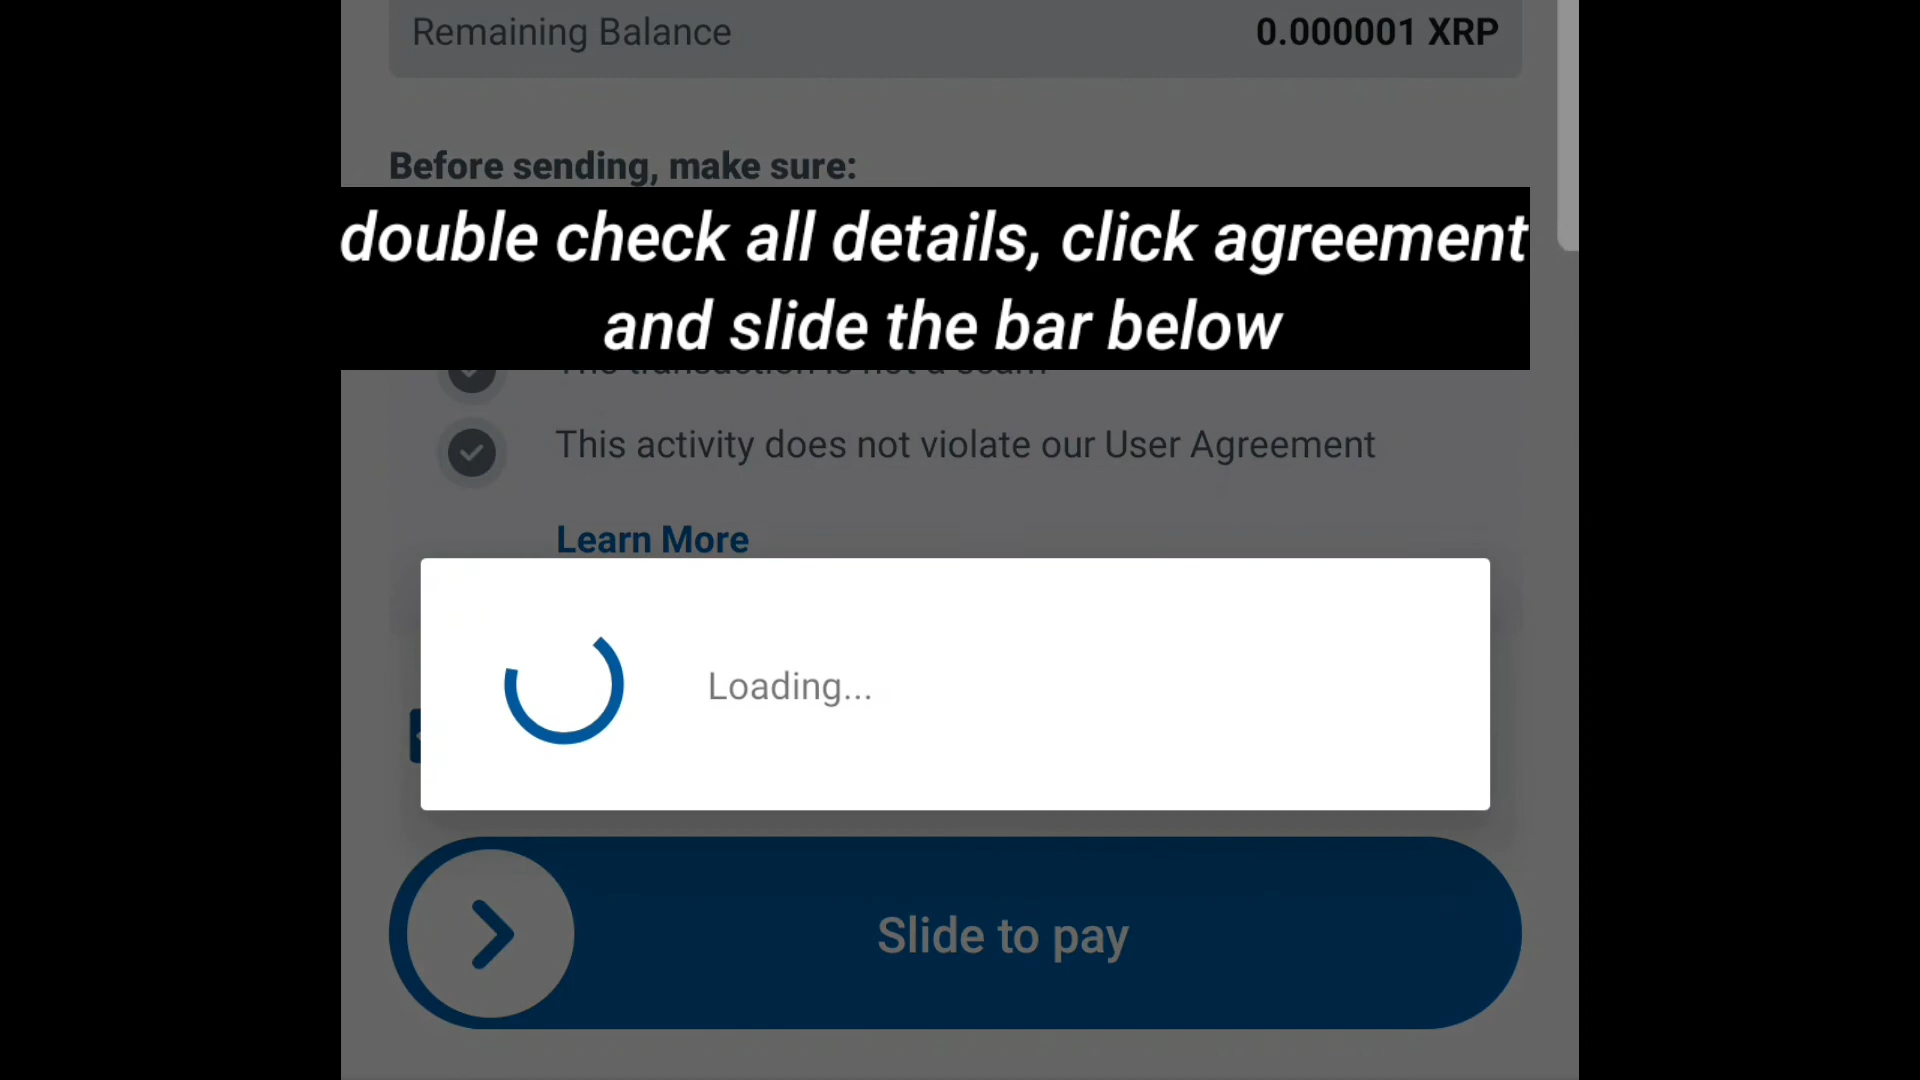 Remaining Balance 0.000001 XRP
Before sending, make sure:
double check all details, click agreement
and slide the bar below
This activity does not violate our User Agreement
Learn More
Loading...
Slide to pay